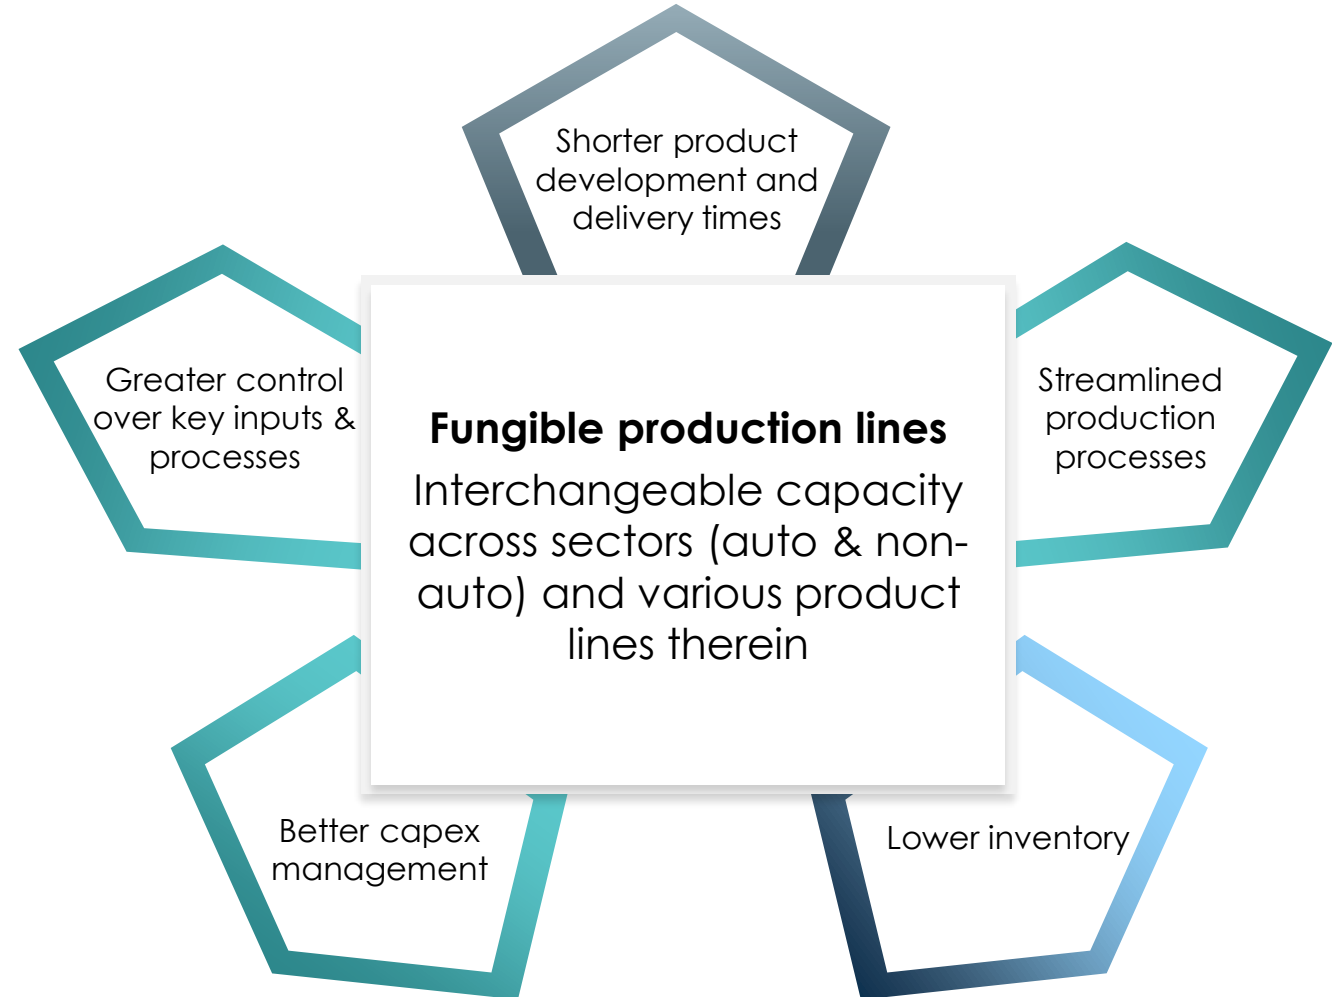 Shorter product
development and
delivery times
Greater control
over key inputs &
processes
Fungible production lines
Interchangeable capacity
across sectors (auto & non-
auto) and various product
lines therein
Streamlined
production
processes
Better capex
management
Lower inventory